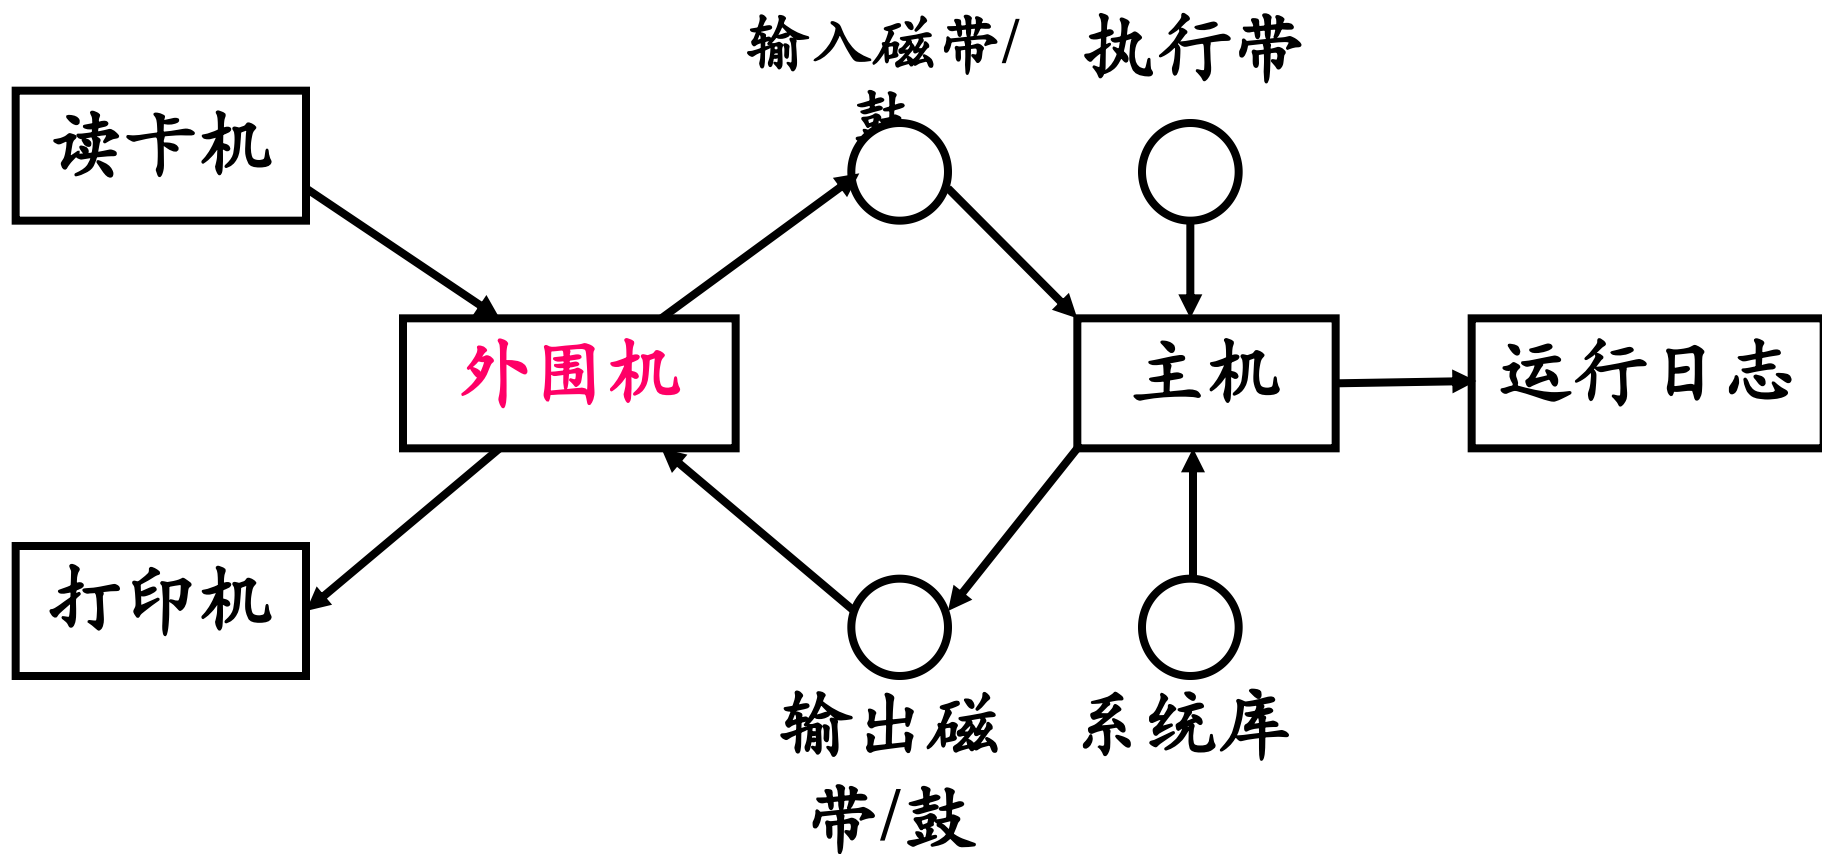 输入磁带/
鼓
执行带
读卡机
外围机
主机
运行日志
打印机
输出磁
带/鼓
系统库